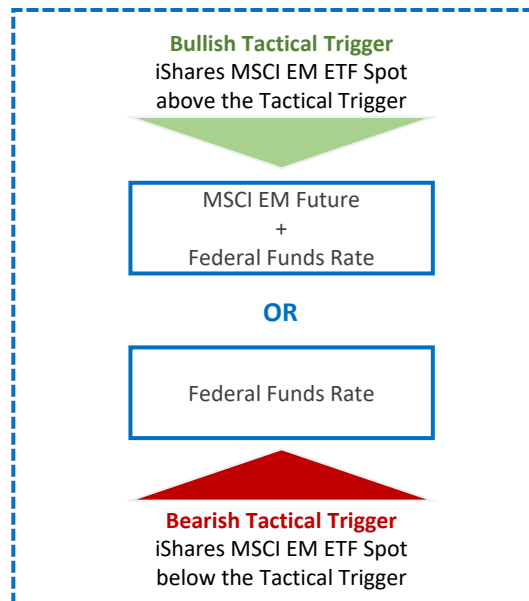 Bullish Tactical Trigger
iShares MSCI EM ETF Spot
above the Tactical Trigger
MSCI EM Future
+
Federal Funds Rate
OR
Federal Funds Rate
Bearish Tactical Trigger
iShares MSCI EM ETF Spot
below the Tactical Trigger